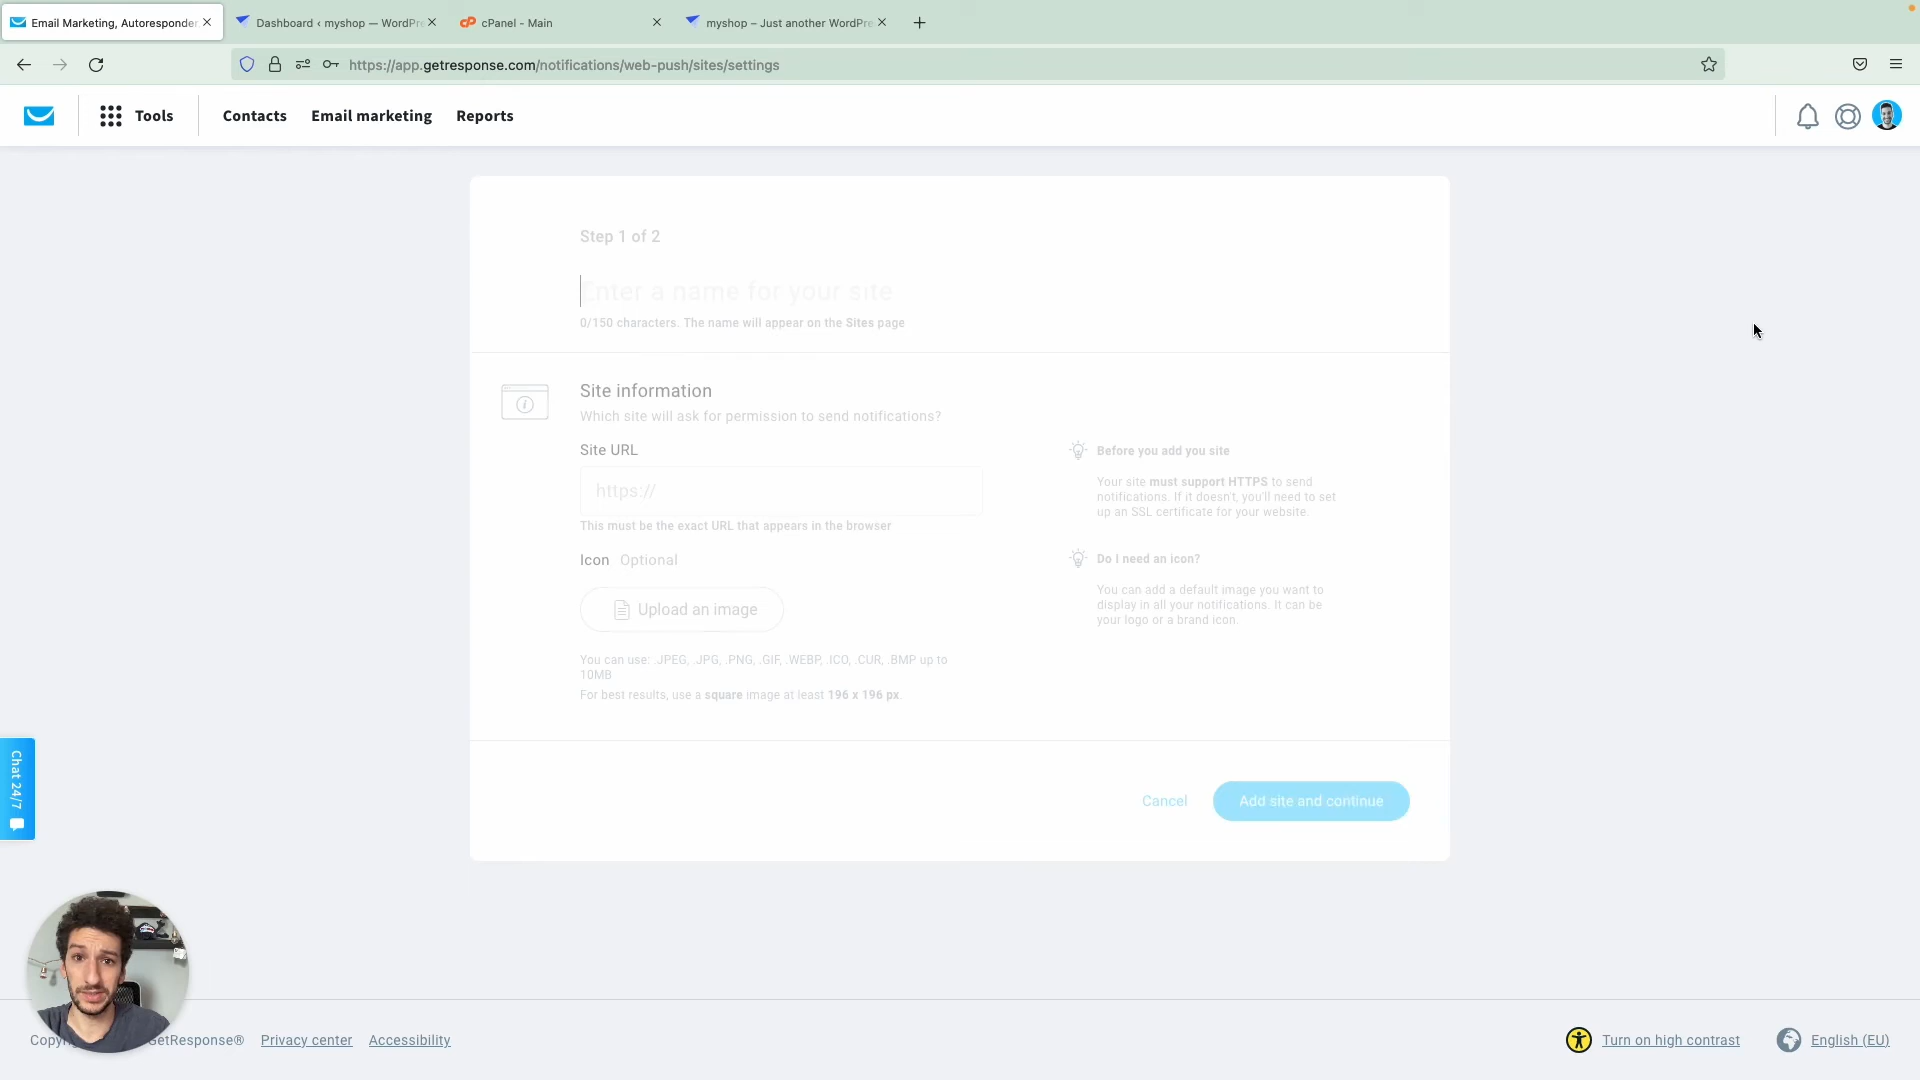 Email Marketing, Autoresponder
Dashboard ‹ myshop — WordPre
cPanel - Main
myshop – Just another WordPre
https://app.getresponse.com/notifications/web-push/sites/settings
Tools
Contacts
Email marketing
Reports
Step 1 of 2
Enter a name for your site
0/150 characters. The name will appear on the Sites page
Site information
Which site will ask for permission to send notifications?
Site URL
https://
This must be the exact URL that appears in the browser
Icon Optional
Upload an image
You can use: .JPEG, .JPG, .PNG, .GIF, .WEBP, .ICO, .CUR, .BMP up to
10MB
For best results, use a square image at least 196 x 196 px.
Before you add you site
Your site must support HTTPS to send
notifications. If it doesn't, you'll need to set
up an SSL certificate for your website.
Do I need an icon?
You can add a default image you want to
display in all your notifications. It can be
your logo or a brand icon.
Cancel
Add site and continue
Chat 24/7
GetResponse®
Privacy center
Accessibility
Turn on high contrast
English (EU)